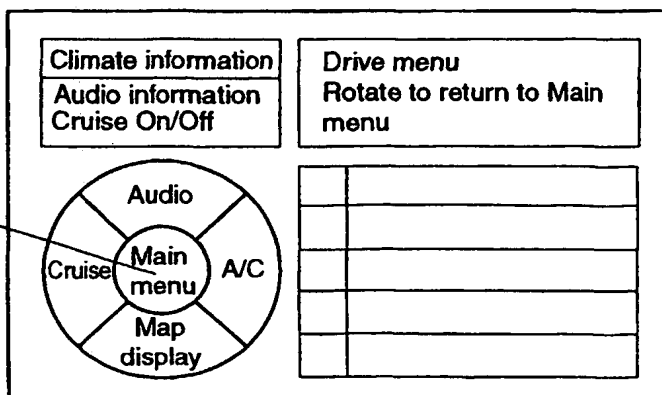 Climate information
Audio information
Cruise On/Off
Drive menu
Rotate to return to Main
menu
Audio
Cruise
Main
menu
A/C
Map
display